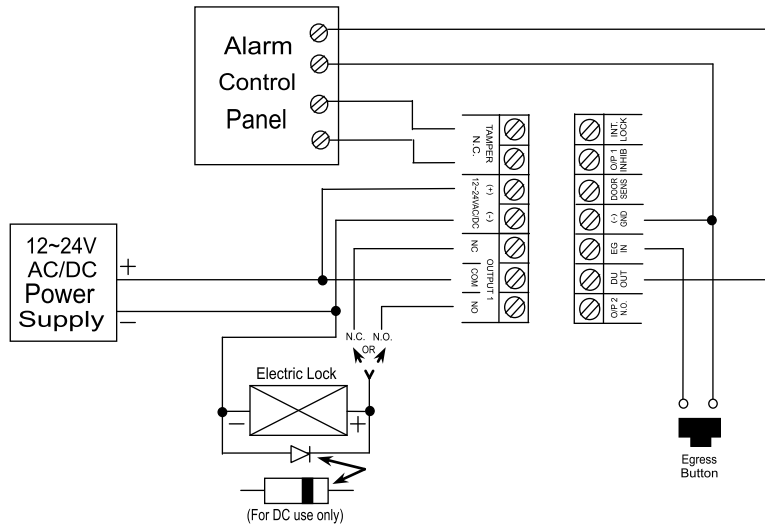 Alarm
Control
Panel
TAMPER
N.C.
12~24VAC/DC
(+)
(-)
NC
COM
NO
OUTPUT 1
INT.
LOCK
O/P 1
INHIB
DOOR
SENS
(-)
GND
EG
IN
DU
OUT
O/P 2
N.O.
12~24V
AC/DC
Power
Supply
+
−
N.C.
OR
N.O.
Electric Lock
−
+
(For DC use only)
Egress
Button